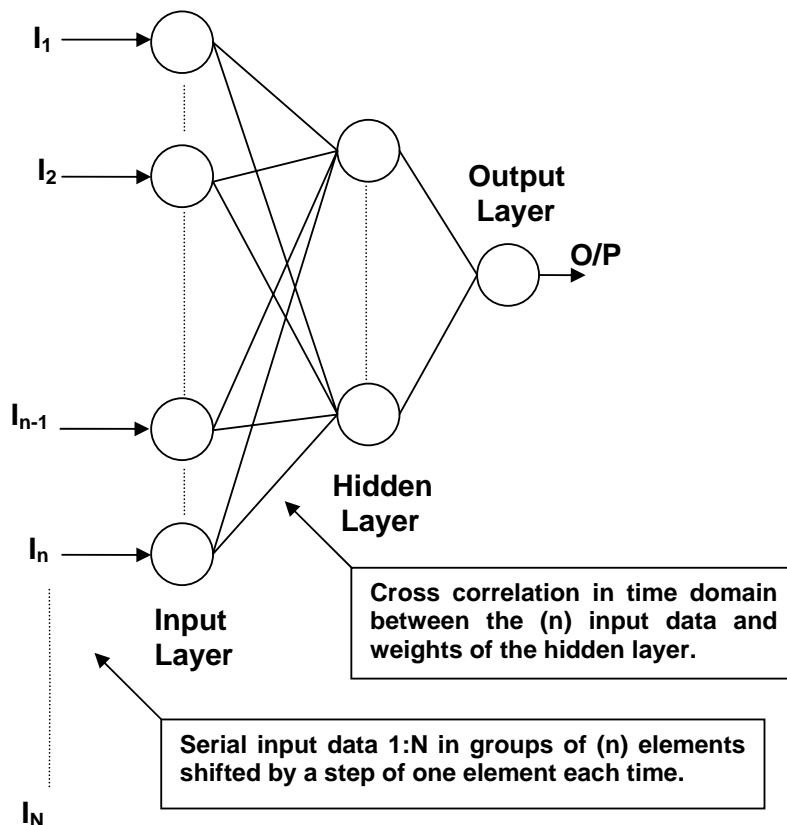 I1
I2
Output
Layer
O/P
In-1
Hidden
Layer
In
Input
Layer
Cross correlation in time domain
between the (n) input data and
weights of the hidden layer.
Serial input data 1:N in groups of (n) elements
shifted by a step of one element each time.
IN